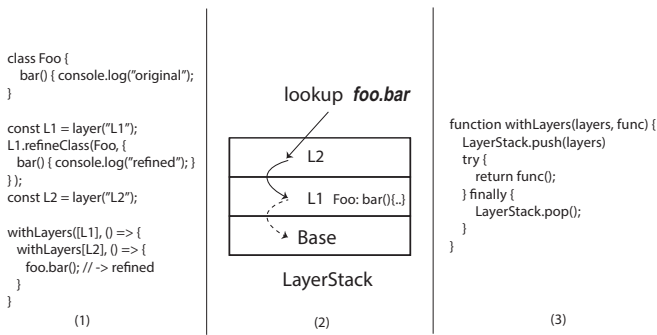 class Foo {
bar() { console.log("original");
}
const L1 = layer("L1");
L1.refineClass(Foo, {
bar() { console.log("refined"); }
} );
const L2 = layer("L2");
withLayers([L1], () => {
withLayers[L2], () => {
foo.bar(); // -> refined
}
}
(1)
lookup foo.bar
L2
L1 Foo: bar(){..}
Base
LayerStack
(2)
function withLayers(layers, func) {
LayerStack.push(layers)
try {
return func();
} finally {
LayerStack.pop();
}
}
(3)